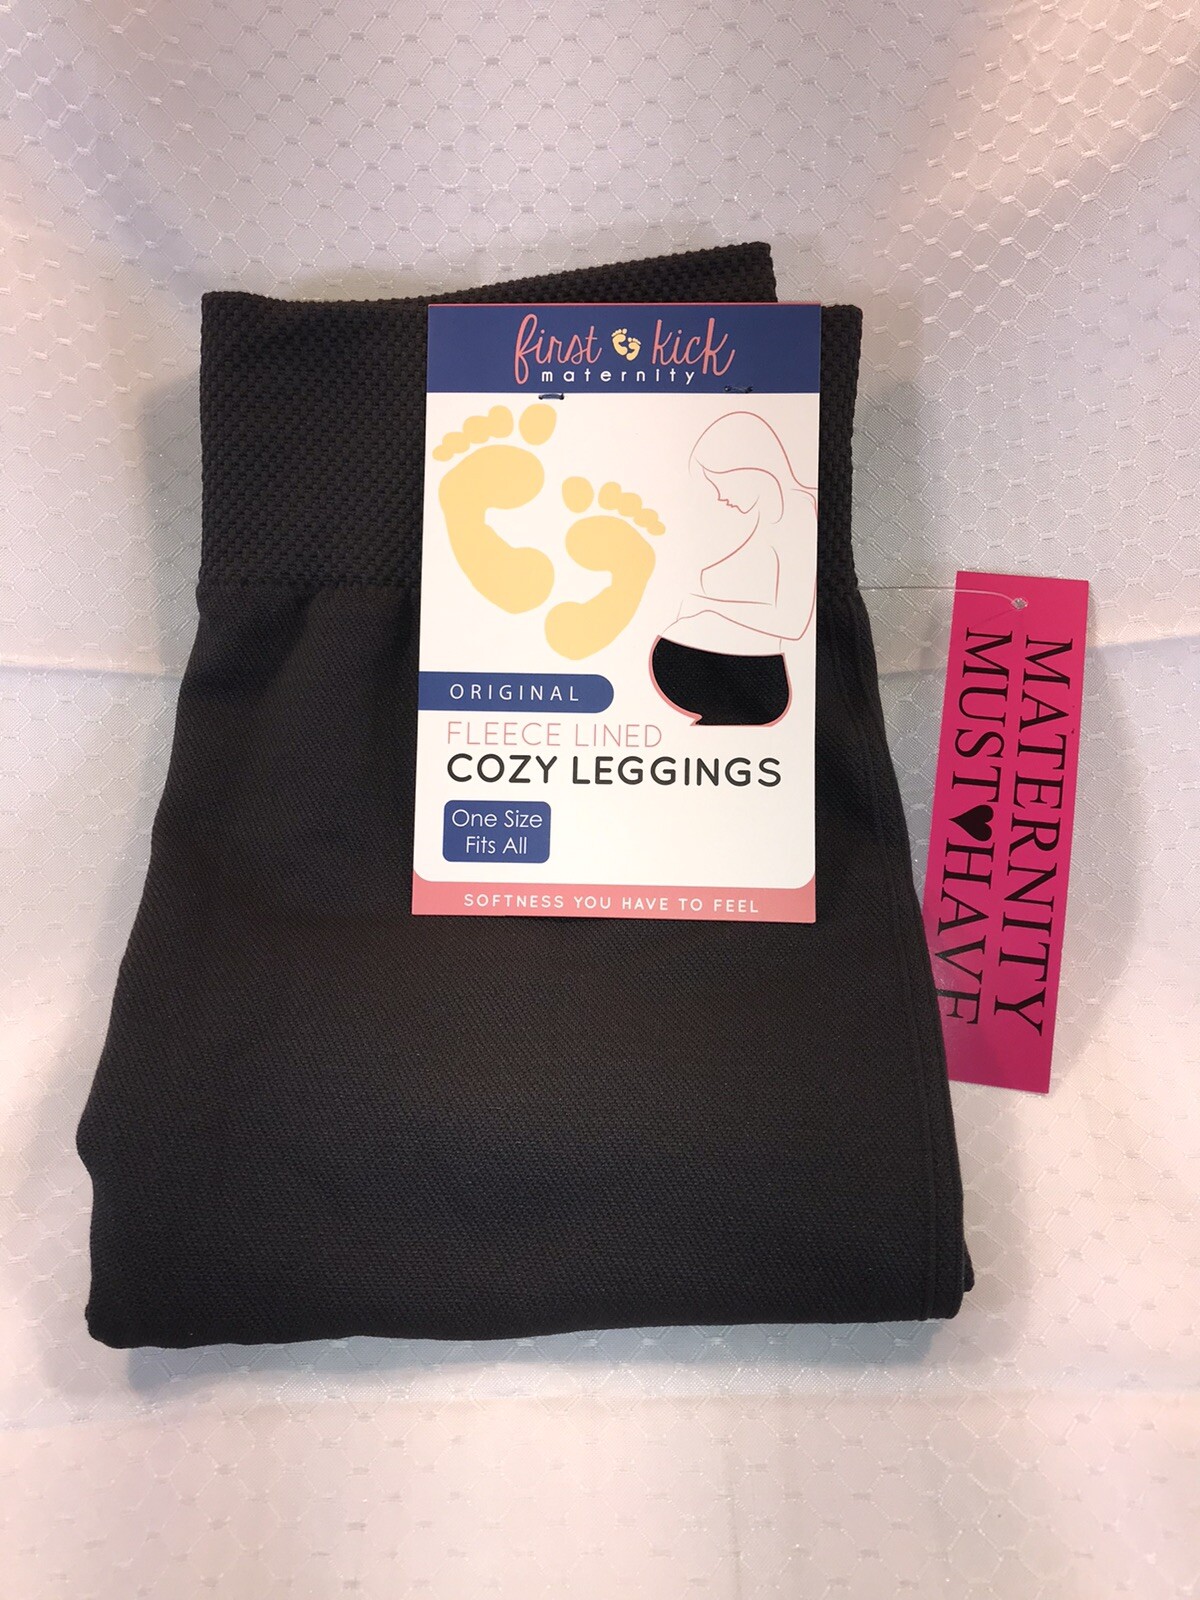 first kick
maternity
ORIGINAL
FLEECE LINED
COZY LEGGINGS
One Size
Fits All
SOFTNESS YOU HAVE TO FEEL
MATERNITY
MUST♥HAVE